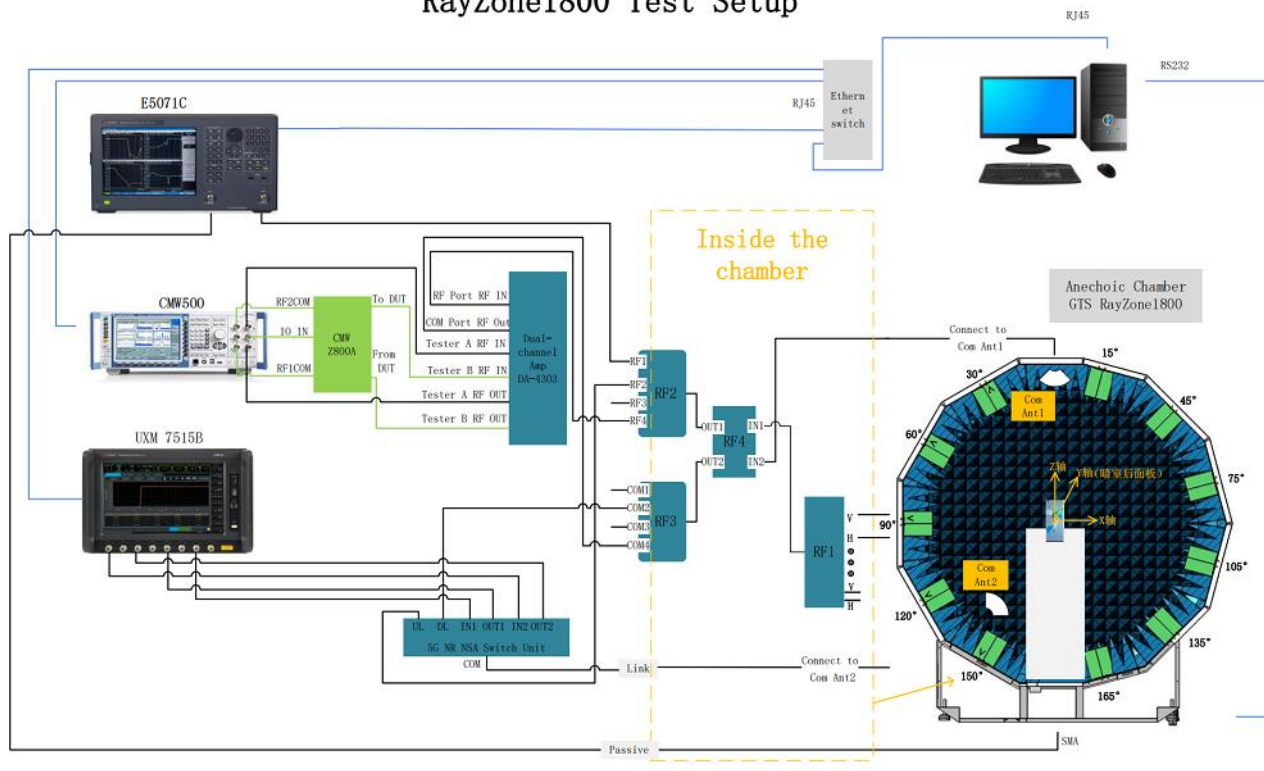 RayZone1800 Test Setup
RJ45
RS232
E5071C
RJ45
Ethern
et
switch
Inside the
chamber
Anechoic Chamber
GTS RayZone1800
CMW500
RF2COM
IO IN
RF1COM
CMW
Z800A
To DUT
From
DUT
RF Port RF IN
COM Port RF Out
Tester A RF IN
Tester B RF IN
Tester A RF OUT
Tester B RF OUT
Dual-
channel
Amp
DA-4303
RF1
RF2
RF3
RF4
RF2
OUT1
OUT2
RF4
IN1
IN2
Connect to
Com Ant1
UXM 7515B
COM1
COM2
COM3
COM4
RF3
RF1
V
H
V
H
15°
30°
45°
60°
75°
90°
105°
120°
135°
150°
165°
Com
Ant1
Z轴
Y轴(暗室后面板)
X轴
Com
Ant2
UL DL IN1 OUT1 IN2 OUT2
5G NR NSA Switch Unit
COM
Link
Connect to
Com Ant2
Passive
SMA